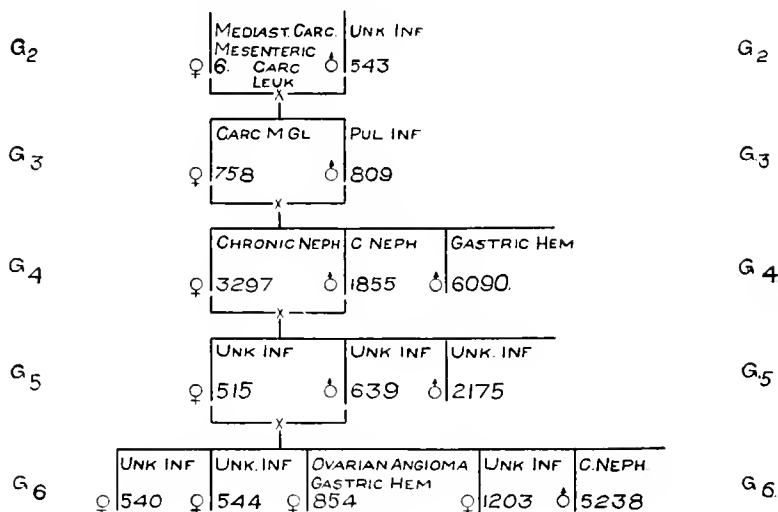 G2 MEDIAST. CARC. UNK INF G2
MESENTERIC
♀ 6. CARC ♂ 543
LEUK
X
G3 CARC M GL PUL INF G.3
♀ 758 ♂ 809
X
G4 CHRONIC NEPH C NEPH GASTRIC HEM G4
♀ 3297 ♂ 1855 ♂ 6090.
X
G5 UNK INF UNK INF UNK. INF G.5
♀ 515 ♂ 639 ♂ 2175
X
UNK INF UNK. INF OVARIAN ANGIOMA UNK INF C.NEPH.
G6 GASTRIC HEM G6.
♀ 540 ♀ 544 ♀ 854 ♀ 1203 ♂ 5238